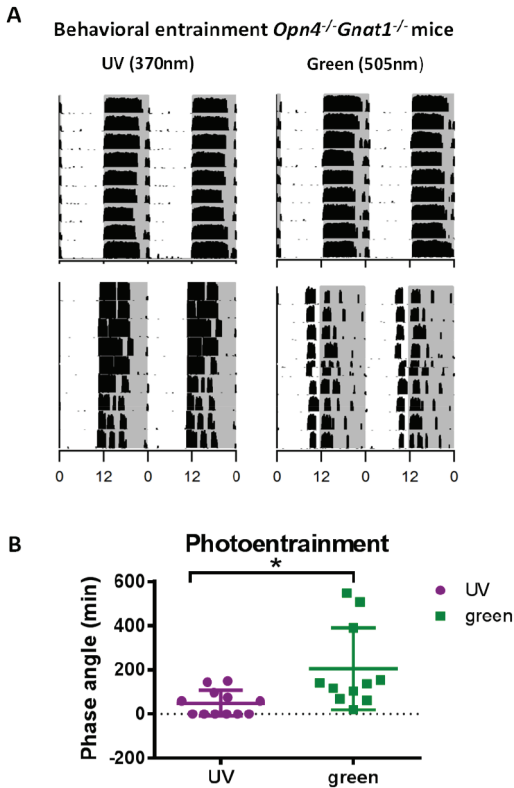 A
Behavioral entrainment Opn4-/-Gnat1-/- mice
UV (370nm) Green (505nm)
0 12 0 12 0 0 12 0 12 0
B
Photoentrainment
*
Phase angle (min)
600
400
200
0
-200
UV green
UV
green